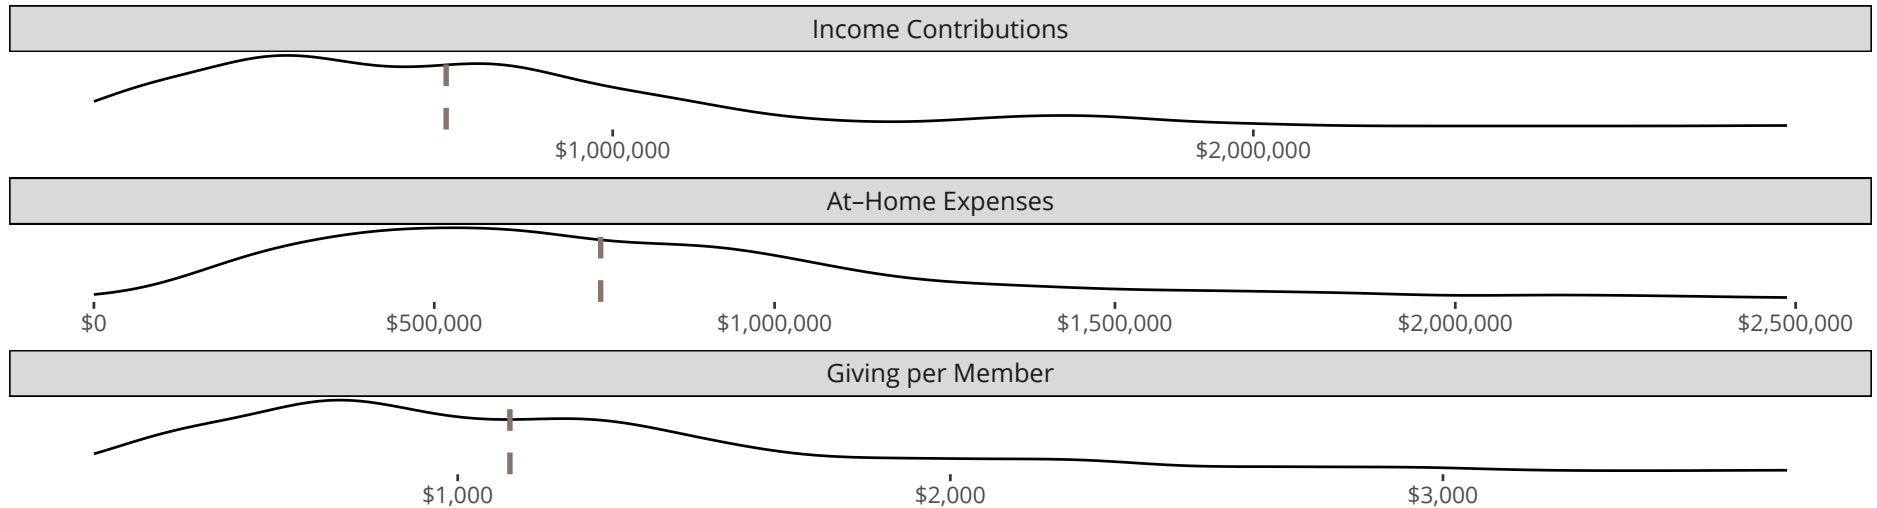 Income Contributions
$1,000,000 $2,000,000
At–Home Expenses
$0 $500,000 $1,000,000 $1,500,000 $2,000,000 $2,500,000
Giving per Member
$1,000 $2,000 $3,000